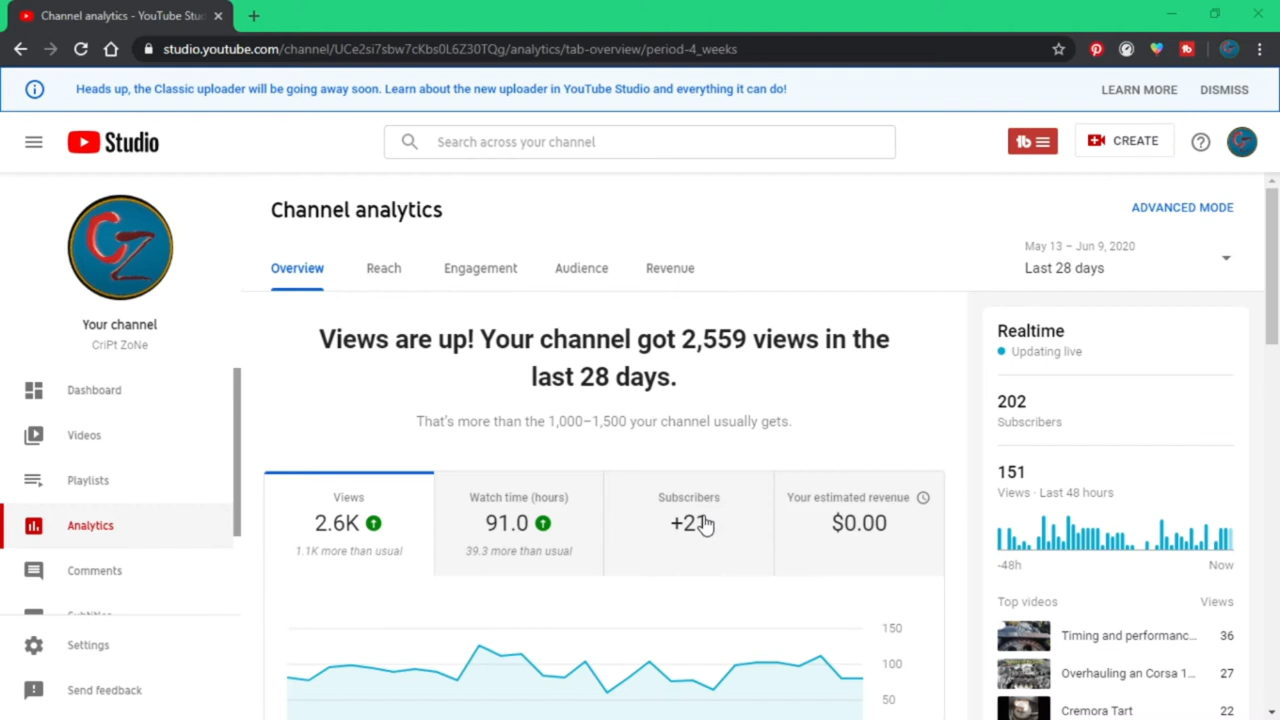 Channel analytics - YouTube Stud
studio.youtube.com/channel/UCe2si7sbw7cKbs0L6Z30TQg/analytics/tab-overview/period-4_weeks
Heads up, the Classic uploader will be going away soon. Learn about the new uploader in YouTube Studio and everything it can do!
LEARN MORE
DISMISS
Studio
Search across your channel
CREATE
CZ
Your channel
CriPt ZoNe
Dashboard
Videos
Playlists
Analytics
Comments
Subtitles
Settings
Send feedback
Channel analytics
ADVANCED MODE
Overview
Reach
Engagement
Audience
Revenue
May 13 – Jun 9, 2020
Last 28 days
Views are up! Your channel got 2,559 views in the
last 28 days.
That's more than the 1,000–1,500 your channel usually gets.
Views
2.6K
1.1K more than usual
Watch time (hours)
91.0
39.3 more than usual
Subscribers
Your estimated revenue
$0.00
150
100
50
Realtime
Updating live
202
Subscribers
151
Views · Last 48 hours
-48h
Now
Top videos
Views
Timing and performanc...
36
Overhauling an Corsa 1...
27
Cremora Tart
22